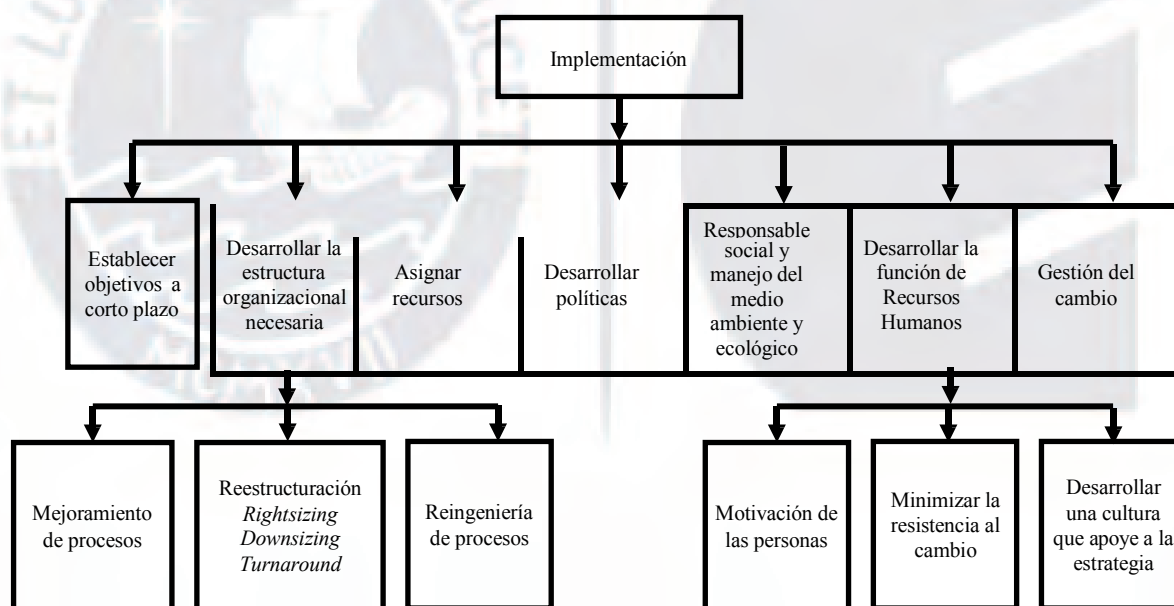 Implementación
Establecer
objetivos a
corto plazo
Desarrollar la
estructura
organizacional
necesaria
Asignar
recursos
Desarrollar
políticas
Responsable
social y
manejo del
medio
ambiente y
ecológico
Desarrollar la
función de
Recursos
Humanos
Gestión del
cambio
Mejoramiento
de procesos
Reestructuración
Rightsizing
Downsizing
Turnaround
Reingeniería
de procesos
Motivación de
las personas
Minimizar la
resistencia al
cambio
Desarrollar
una cultura
que apoye a la
estrategia